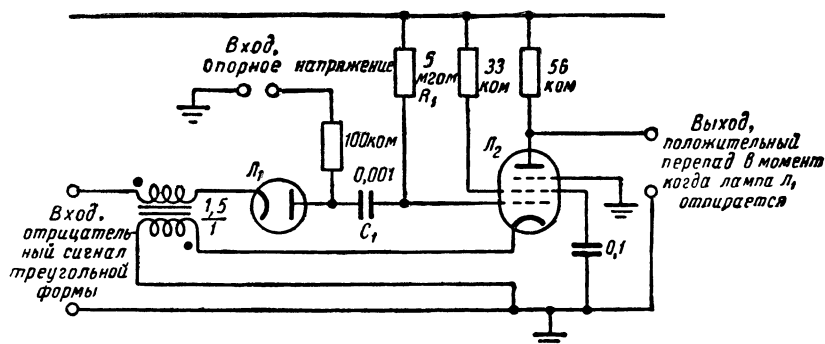 Вход,
опорное напряжение
5
мгом
R₁
33
ком
56
ком
100ком
Л₁
0,001
C₁
Л₂
Выход,
положительный
перепад в момент
когда лампа Л₁
отпирается
1,5
1
Вход,
отрицатель
ный сигнал
треугольной
формы
0,1